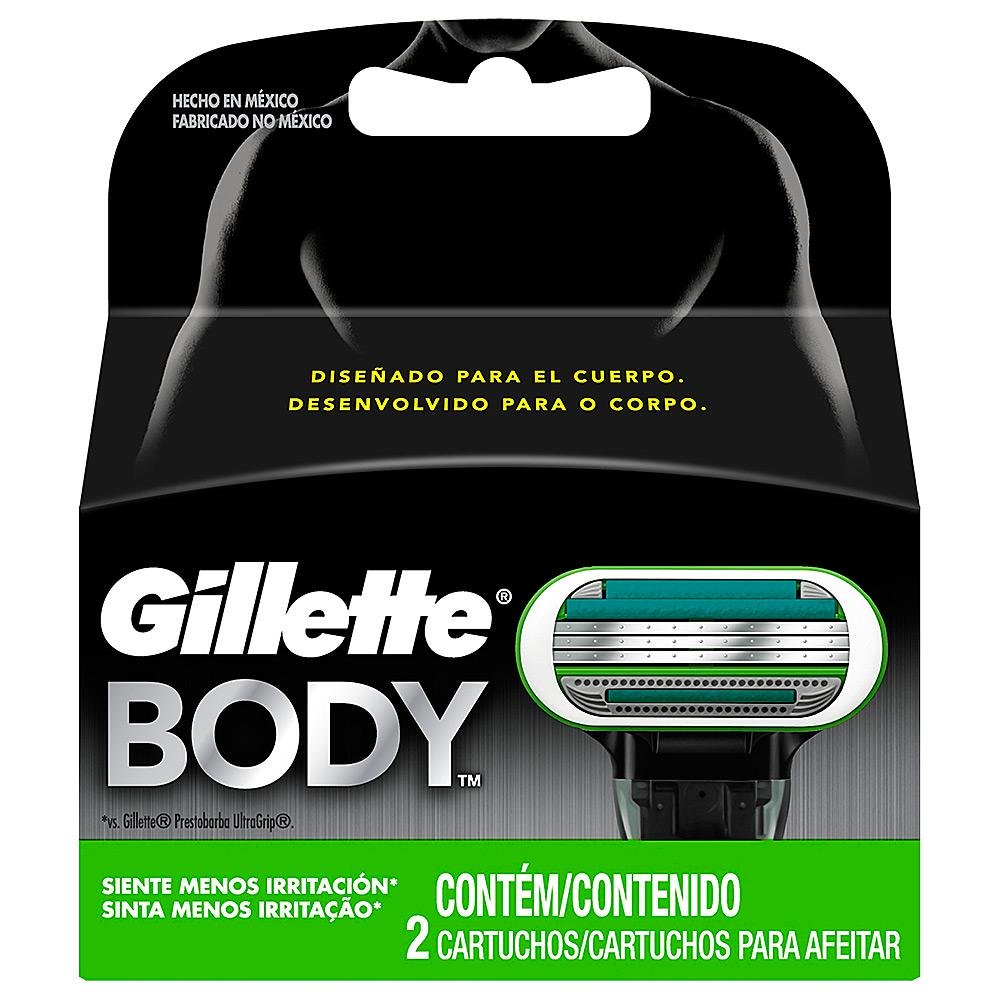 HECHO EN MÉXICO
FABRICADO NO MÉXICO
DISEÑADO PARA EL CUERPO.
DESENVOLVIDO PARA O CORPO.
Gillette®
BODY™
*vs. Gillette® Prestobarba UltraGrip®.
SIENTE MENOS IRRITACIÓN*
SINTA MENOS IRRITAÇÃO*
CONTÉM/CONTENIDO
2 CARTUCHOS/CARTUCHOS PARA AFEITAR